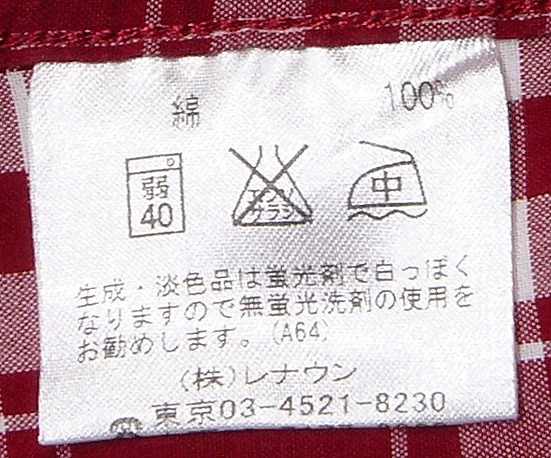 綿 100%
弱 40 エンソ サラシ 中
生成・淡色品は蛍光剤で白っぽく
なりますので無蛍光洗剤の使用を
お勧めします。(A64)
(株)レナウン
東京03-4521-8230